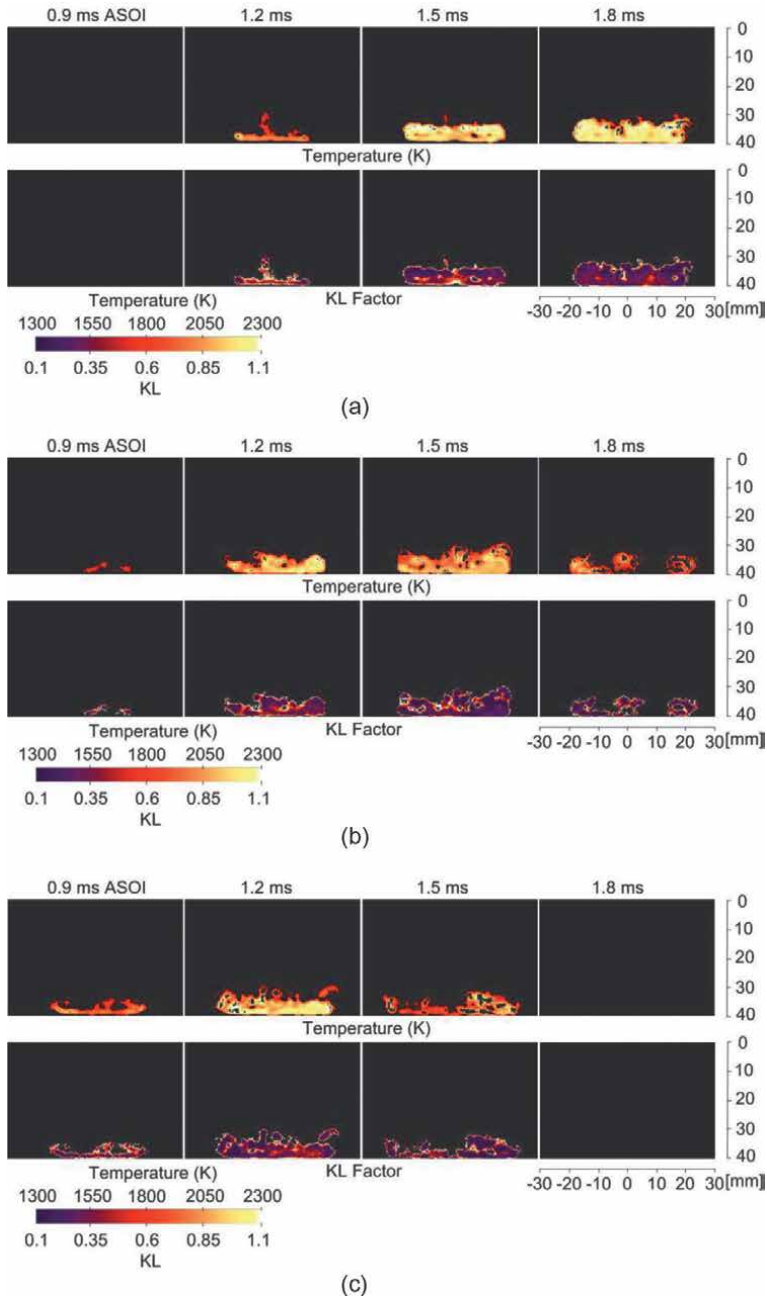 0.9 ms ASOI 1.2 ms 1.5 ms 1.8 ms
0
10
20
30
40
Temperature (K)
0
10
20
30
40
Temperature (K) KL Factor
1300 1550 1800 2050 2300
0.1 0.35 0.6 0.85 1.1
KL
-30 -20 -10 0 10 20 30[mm]
(a)
0.9 ms ASOI 1.2 ms 1.5 ms 1.8 ms
0
10
20
30
40
Temperature (K)
0
10
20
30
40
Temperature (K) KL Factor
1300 1550 1800 2050 2300
0.1 0.35 0.6 0.85 1.1
KL
-30 -20 -10 0 10 20 30[mm]
(b)
0.9 ms ASOI 1.2 ms 1.5 ms 1.8 ms
0
10
20
30
40
Temperature (K)
0
10
20
30
40
Temperature (K) KL Factor
1300 1550 1800 2050 2300
0.1 0.35 0.6 0.85 1.1
KL
-30 -20 -10 0 10 20 30[mm]
(c)